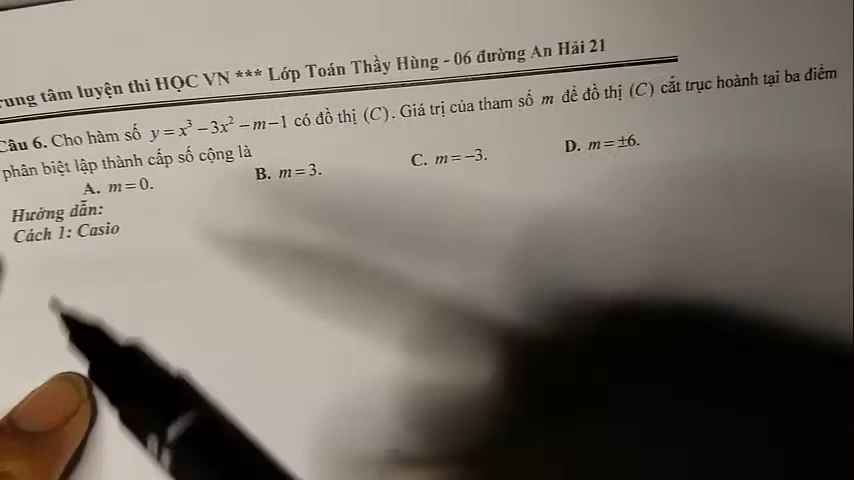 rung tâm luyện thi HỌC VN *** Lớp Toán Thầy Hùng - 06 đường An Hải 21
Câu 6. Cho hàm số y = x³ - 3x² - m - 1 có đồ thị (C). Giá trị của tham số m để đồ thị (C) cắt trục hoành tại ba điểm
phân biệt lập thành cấp số cộng là
A. m = 0. B. m = 3. C. m = -3. D. m = ±6.
Hướng dẫn:
Cách 1: Casio